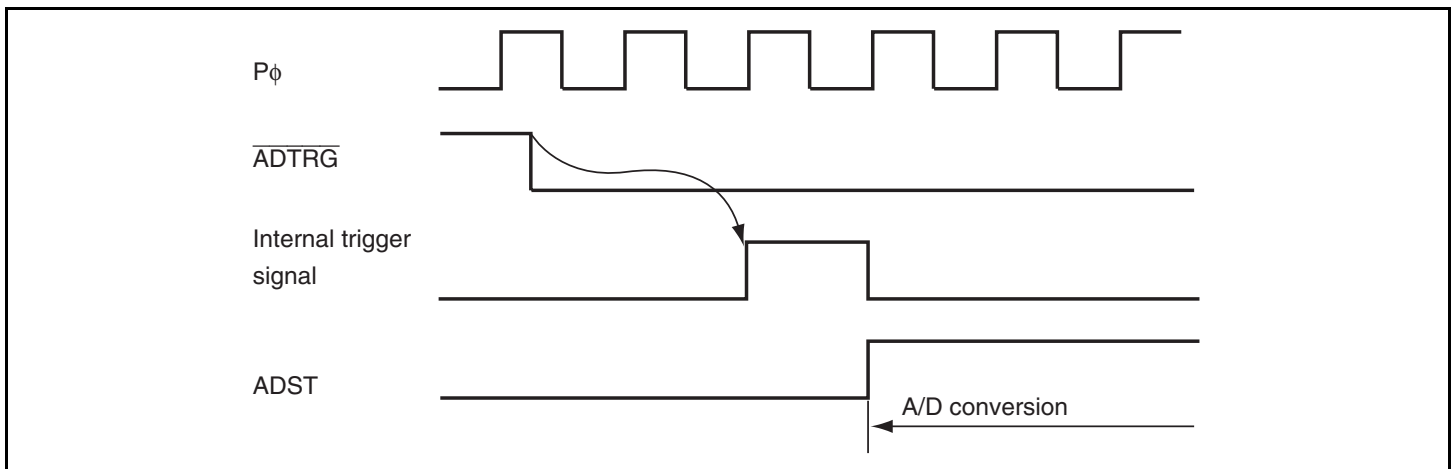 Pϕ
ADTRG
Internal trigger
signal
ADST
A/D conversion